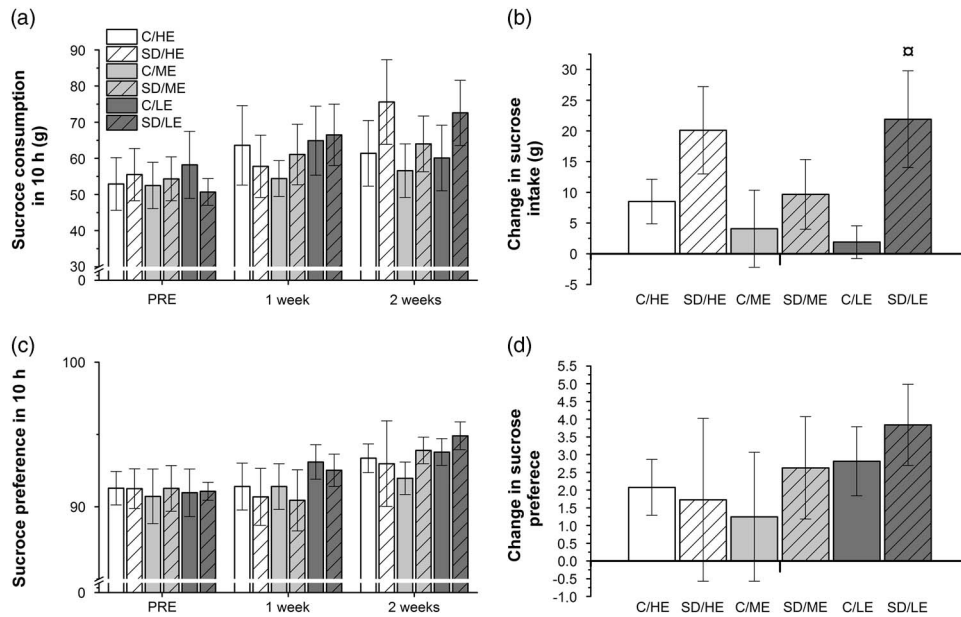 (a)
C/HE
SD/HE
C/ME
SD/ME
C/LE
SD/LE
Sucrocce consumption
in 10 h (g)
90
80
70
60
50
40
30
0
PRE
1 week
2 weeks
(b)
¤
Change in sucrose
intake (g)
30
25
20
15
10
5
0
-5
C/HE
SD/HE
C/ME
SD/ME
C/LE
SD/LE
(c)
Sucrocce preference in 10 h
100
90
0
PRE
1 week
2 weeks
(d)
Change in sucrose
preferece
5.5
5.0
4.5
4.0
3.5
3.0
2.5
2.0
1.5
1.0
0.5
0.0
-0.5
-1.0
C/HE
SD/HE
C/ME
SD/ME
C/LE
SD/LE